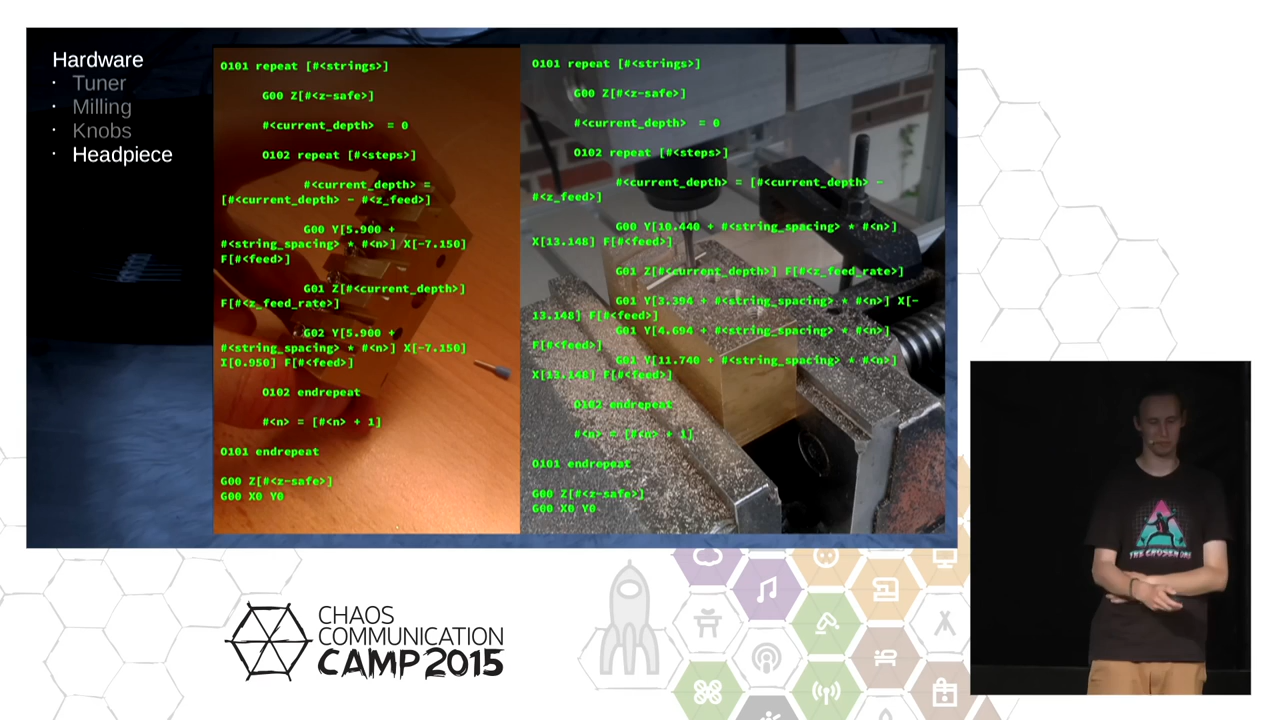 Hardware
· Tuner
· Milling
· Knobs
· Headpiece
O101 repeat [#<strings>]
G00 Z[#<z-safe>]
#<current_depth> = 0
O102 repeat [#<steps>]
#<current_depth> =
[#<current_depth> - #<z_feed>]
G00 Y[5.900 +
#<string_spacing> * #<n>] X[-7.150]
F[#<feed>]
G01 Z[#<current_depth>]
F[#<z_feed_rate>]
G02 Y[5.900 +
#<string_spacing> * #<n>] X[-7.150]
X[0.950] F[#<feed>]
O102 endrepeat
#<n> = [#<n> + 1]
O101 endrepeat
G00 Z[#<z-safe>]
G00 X0 Y0
O101 repeat [#<strings>]
G00 Z[#<z-safe>]
#<current_depth> = 0
O102 repeat [#<steps>]
#<current_depth> = [#<current_depth> -
#<z_feed>]
G00 Y[10.440 + #<string_spacing> * #<n>]
X[13.148] F[#<feed>]
G01 Z[#<current_depth>] F[#<z_feed_rate>]
G01 Y[3.394 + #<string_spacing> * #<n>] X[-
13.148] F[#<feed>]
G01 Y[4.694 + #<string_spacing> * #<n>]
F[#<feed>]
G01 Y[11.740 + #<string_spacing> * #<n>]
X[13.148] F[#<feed>]
O102 endrepeat
#<n> = [#<n> + 1]
O101 endrepeat
G00 Z[#<z-safe>]
G00 X0 Y0
THE CHOSEN ONE
CHAOS
COMMUNICATION
CAMP 2015